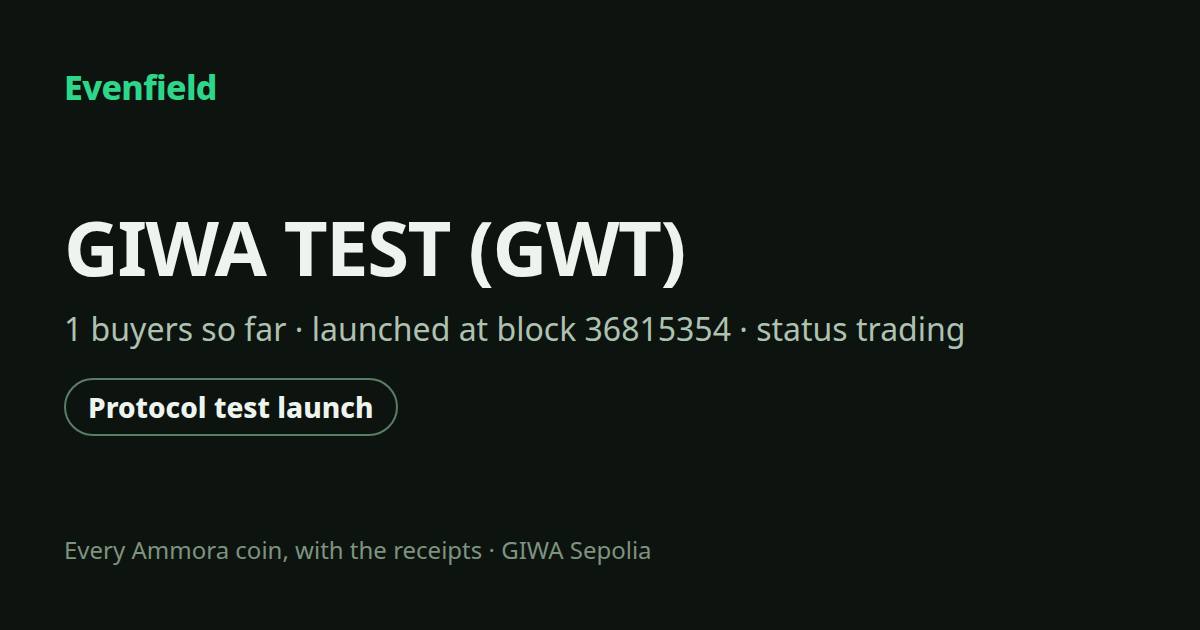 Evenfield
GIWA TEST (GWT)
1 buyers so far · launched at block 36815354 · status trading
Protocol test launch
Every Ammora coin, with the receipts · GIWA Sepolia